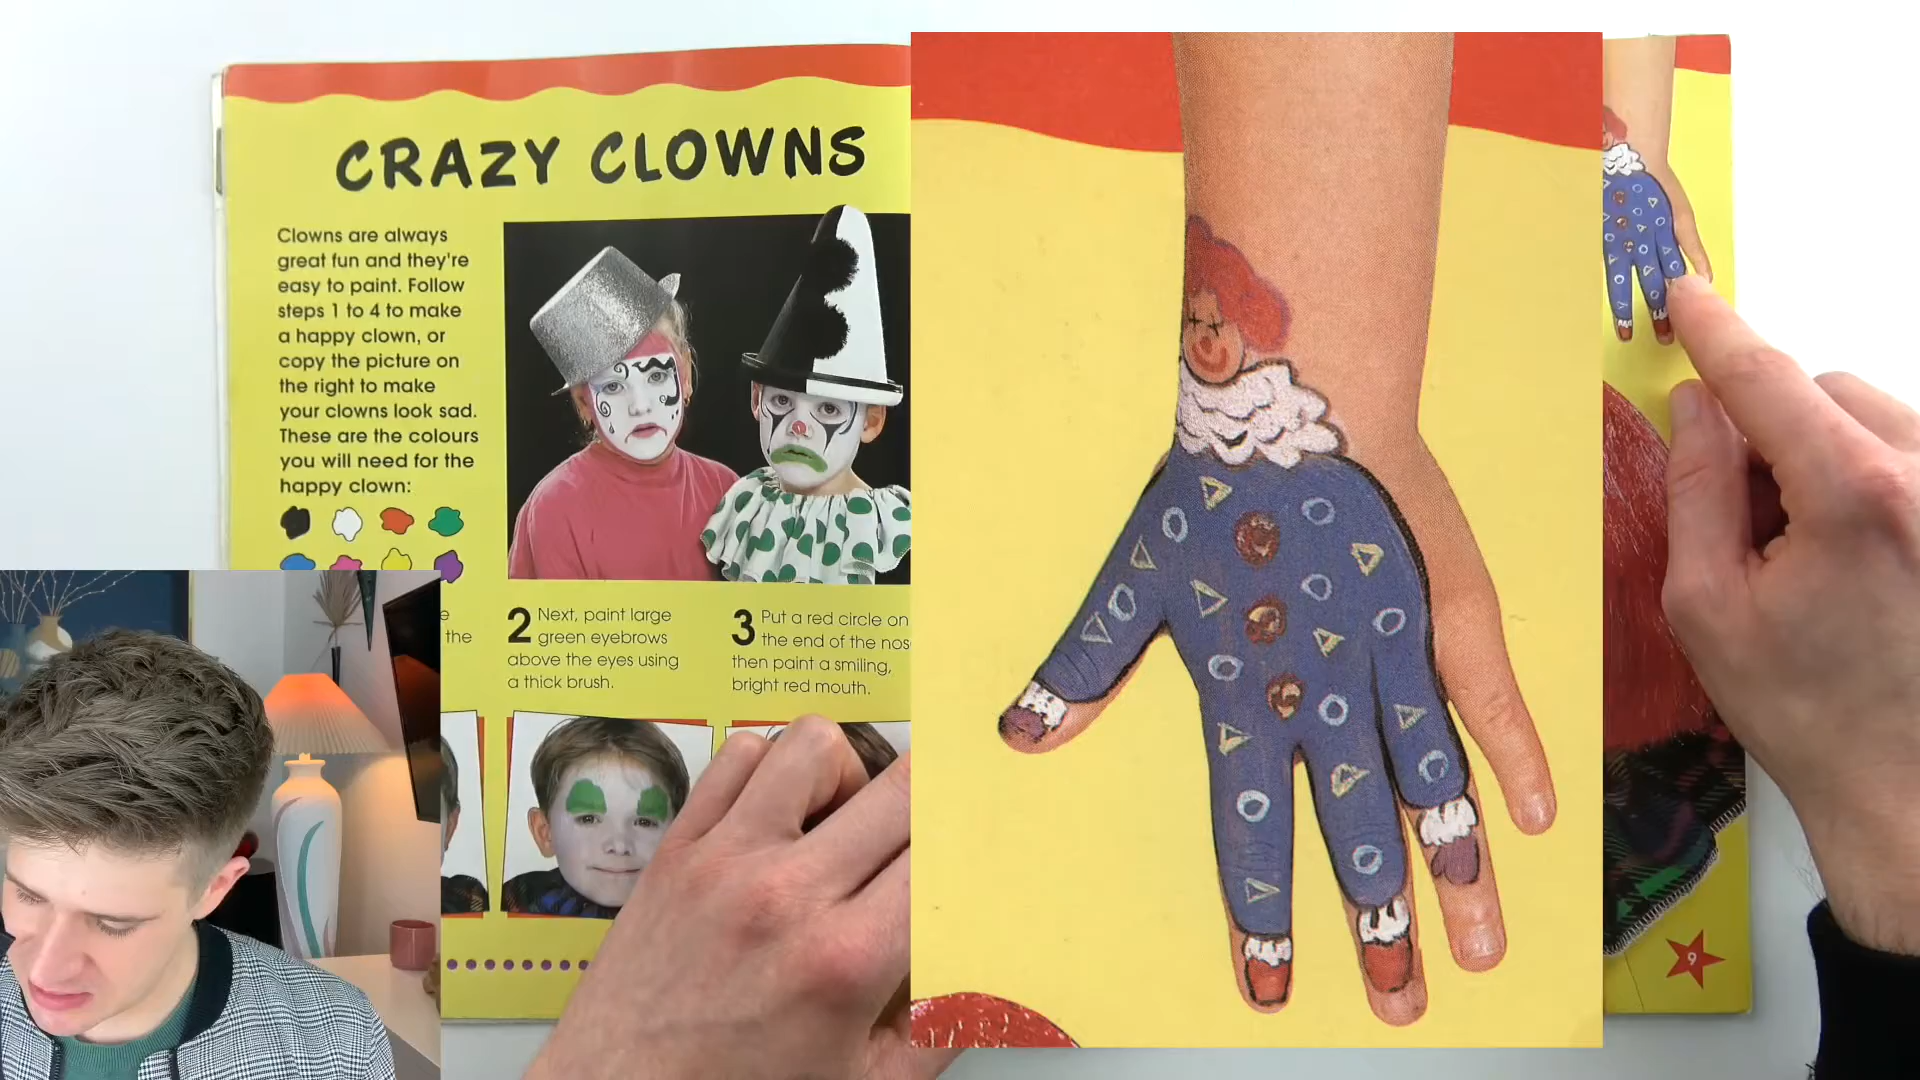 CRAZY CLOWNS
Clowns are always
great fun and they're
easy to paint. Follow
steps 1 to 4 to make
a happy clown, or
copy the picture on
the right to make
your clowns look sad.
These are the colours
you will need for the
happy clown:
the
2 Next, paint large
green eyebrows
above the eyes using
a thick brush.
3 Put a red circle on
the end of the nos
then paint a smiling,
bright red mouth.
9